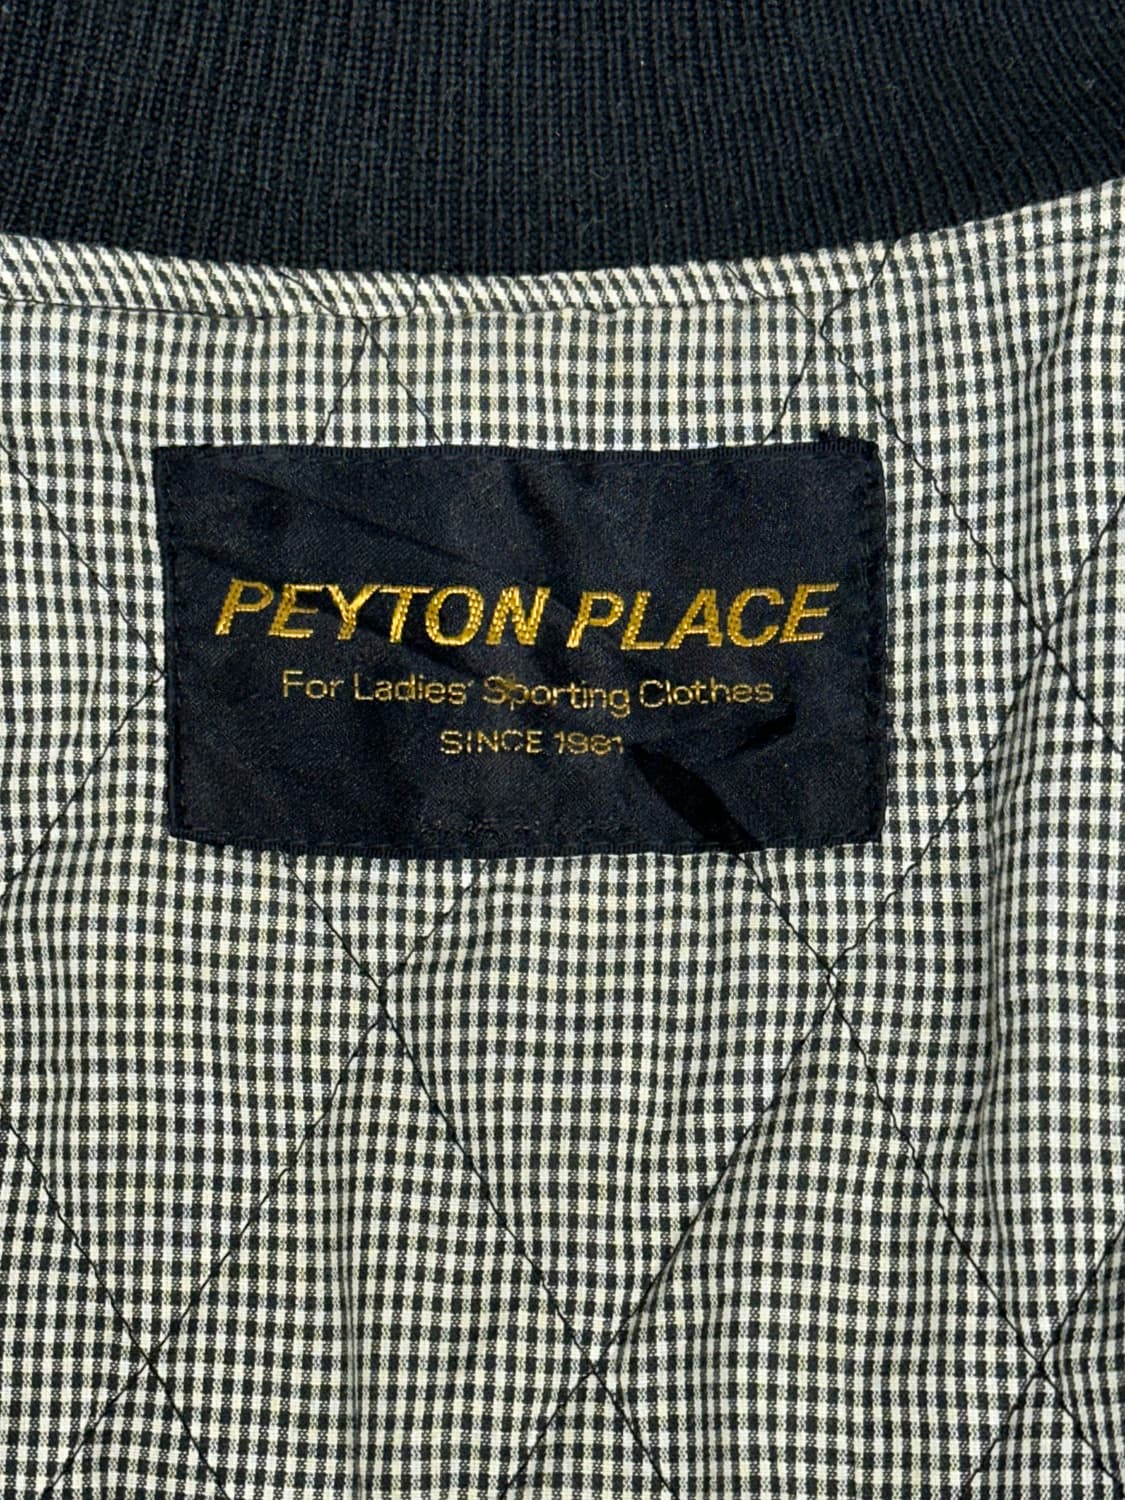 PEYTON PLACE
For Ladies' Sporting Clothes
SINCE 1981